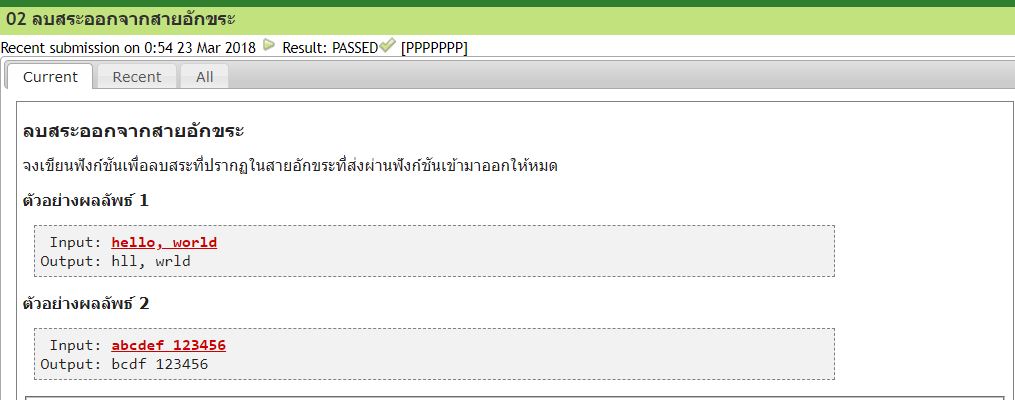 02 ลบสระออกจากสายอักขระ
Recent submission on 0:54 23 Mar 2018 Result: PASSED [PPPPPPP]
Current Recent All
ลบสระออกจากสายอักขระ
จงเขียนฟังก์ชันเพื่อลบสระที่ปรากฏในสายอักขระที่ส่งผ่านฟังก์ชันเข้ามาออกให้หมด
ตัวอย่างผลลัพธ์ 1
Input: hello, world
Output: hll, wrld
ตัวอย่างผลลัพธ์ 2
Input: abcdef 123456
Output: bcdf 123456